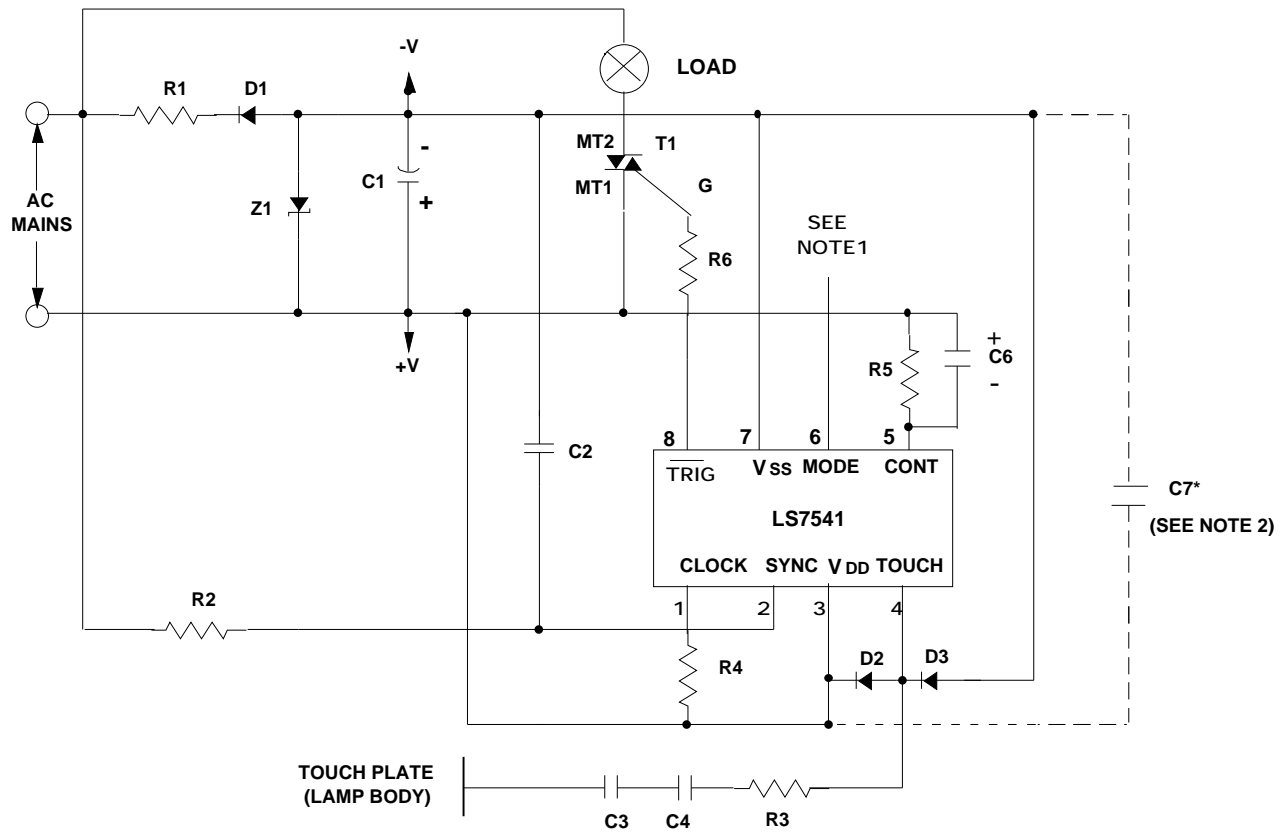 -V
LOAD
R1
D1
MT2
T1
-
C1
MT1
G
AC
MAINS
Z1
+
SEE
NOTE1
R6
+V
R5
+
C6
-
C2
8
7
6
5
TRIG
VSS
MODE
CONT
C7*
(SEE NOTE 2)
LS7541
CLOCK
SYNC
VDD
TOUCH
R2
1
2
3
4
R4
D2
D3
TOUCH PLATE
(LAMP BODY)
C3
C4
R3